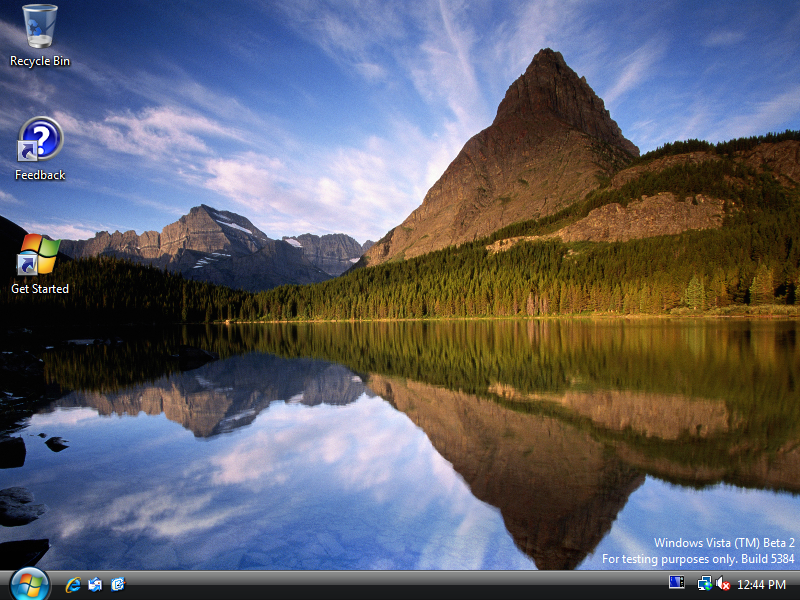 Recycle Bin
Feedback
Get Started
Windows Vista (TM) Beta 2
For testing purposes only. Build 5384
12:44 PM